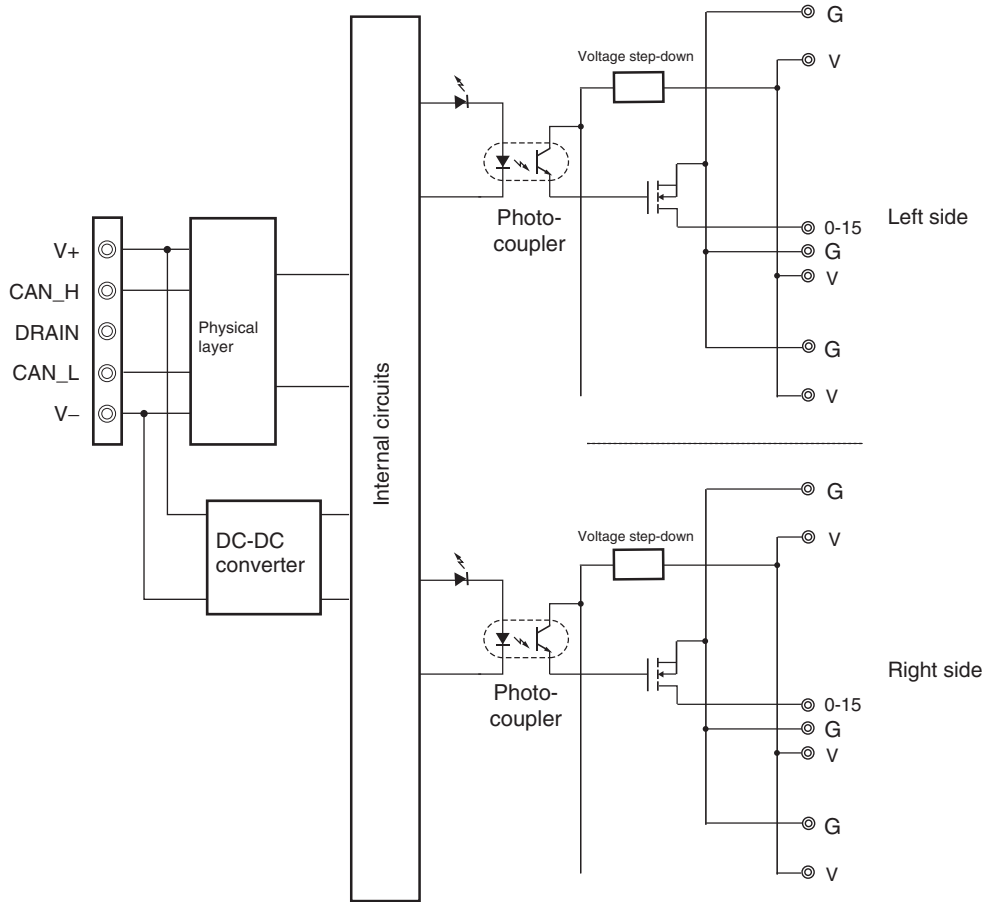 V+
CAN_H
DRAIN
CAN_L
V–
Physical
layer
DC-DC
converter
Internal circuits
Voltage step-down
Photo-
coupler
G
V
0-15
G
V
G
V
Left side
Voltage step-down
Photo-
coupler
G
V
0-15
G
V
G
V
Right side